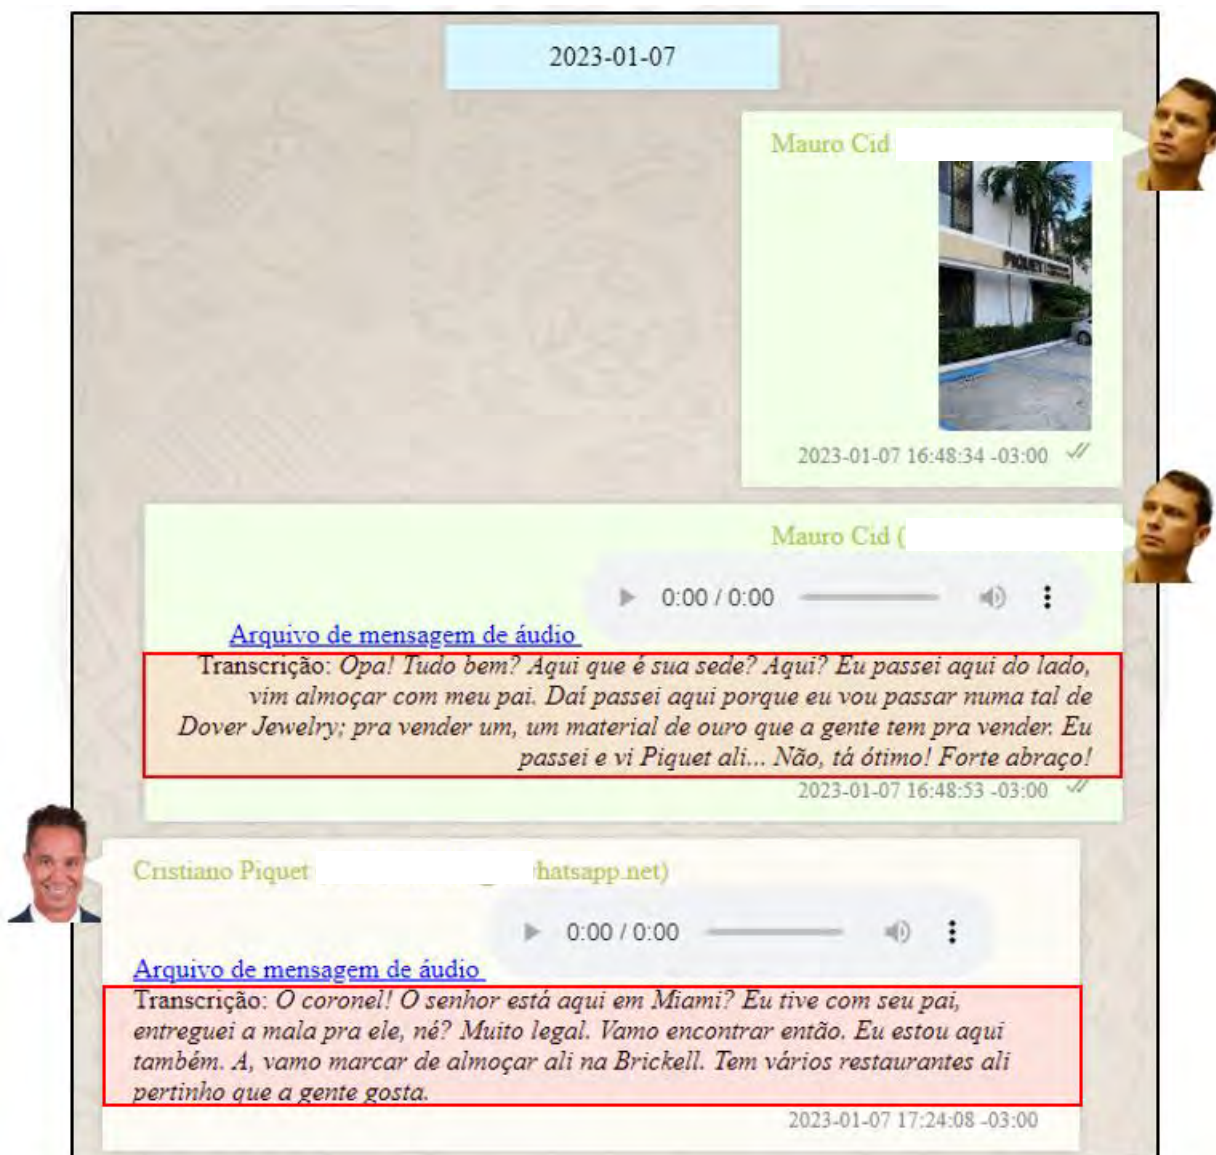 2023-01-07
Mauro Cid
PIQUET
2023-01-07 16:48:34 -03:00
Mauro Cid (
0:00 / 0:00
Arquivo de mensagem de áudio
Transcrição: Opa! Tudo bem? Aqui que é sua sede? Aqui? Eu passei aqui do lado,
vim almoçar com meu pai. Daí passei aqui porque eu vou passar numa tal de
Dover Jewelry; pra vender um, um material de ouro que a gente tem pra vender. Eu
passei e vi Piquet ali... Não, tá ótimo! Forte abraço!
2023-01-07 16:48:53 -03:00
Cristiano Piquet hatsapp.net)
0:00 / 0:00
Arquivo de mensagem de áudio
Transcrição: O coronel! O senhor está aqui em Miami? Eu tive com seu pai,
entreguei a mala pra ele, né? Muito legal. Vamo encontrar então. Eu estou aqui
também. A, vamo marcar de almoçar ali na Brickell. Tem vários restaurantes ali
pertinho que a gente gosta.
2023-01-07 17:24:08 -03:00